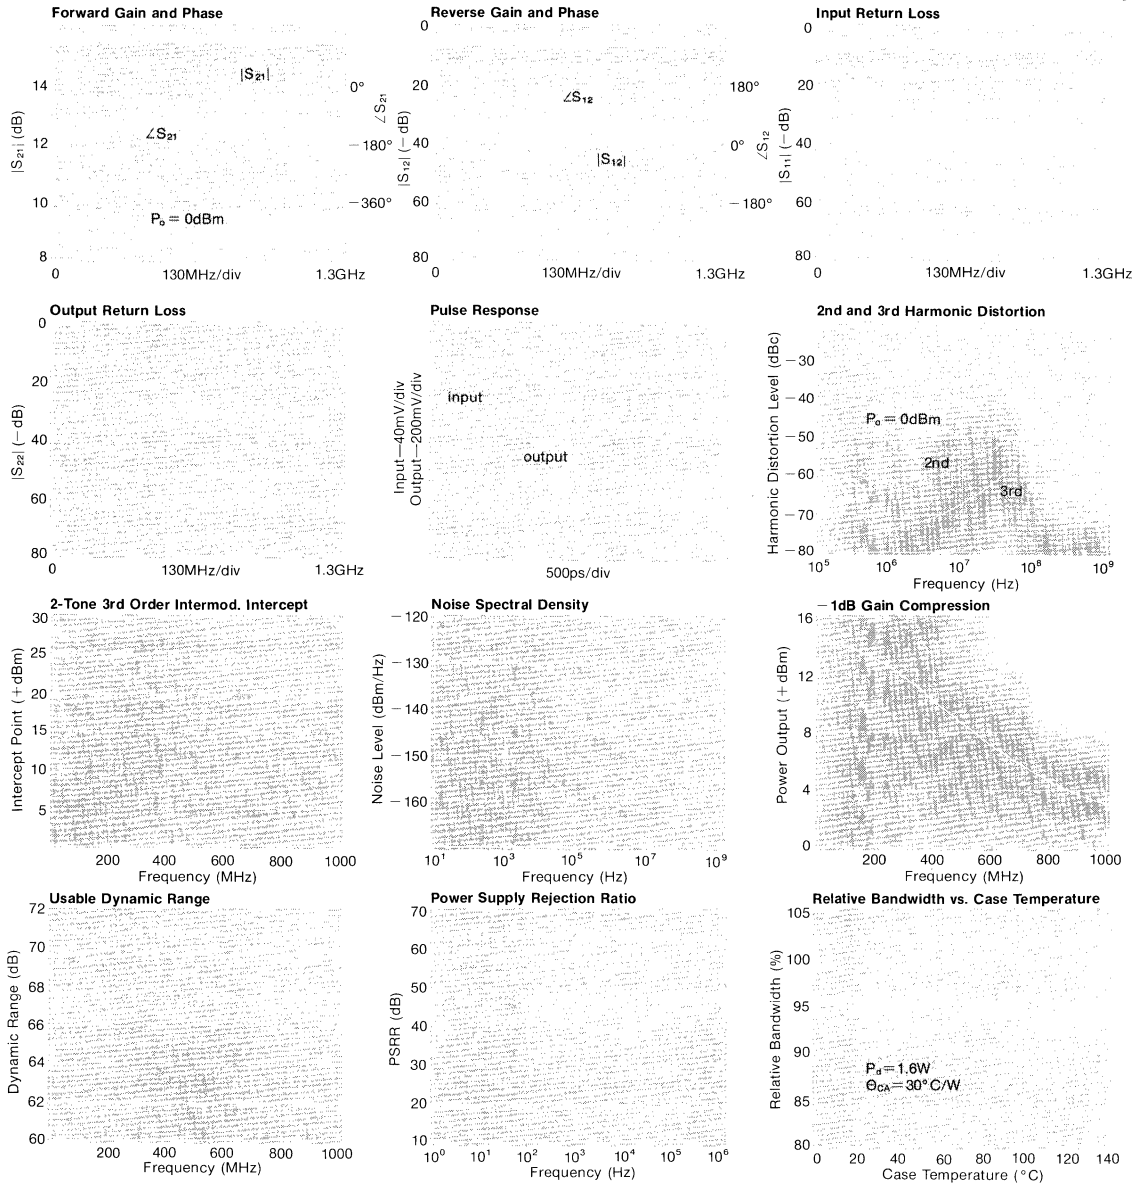 Forward Gain and Phase
|S21| (dB)
14
12
10
8
|S21|
∠S21
Po = 0dBm
0°
−180°
−360°
∠S21
0
130MHz/div
1.3GHz
Reverse Gain and Phase
|S12| (−dB)
0
20
40
60
80
∠S12
|S12|
180°
0°
−180°
∠S12
0
130MHz/div
1.3GHz
Input Return Loss
|S11| (−dB)
0
20
40
60
80
0
130MHz/div
1.3GHz
Output Return Loss
|S22| (−dB)
0
20
40
60
80
0
130MHz/div
1.3GHz
Pulse Response
Input—40mV/div
Output—200mV/div
input
output
500ps/div
2nd and 3rd Harmonic Distortion
Harmonic Distortion Level (dBc)
−30
−40
−50
−60
−70
−80
Po = 0dBm
2nd
3rd
10^5 10^6 10^7 10^8 10^9
Frequency (Hz)
2-Tone 3rd Order Intermod. Intercept
Intercept Point (+dBm)
30
25
20
15
10
5
200 400 600 800 1000
Frequency (MHz)
Noise Spectral Density
Noise Level (dBm/Hz)
−120
−130
−140
−150
−160
10^1 10^3 10^5 10^7 10^9
Frequency (Hz)
−1dB Gain Compression
Power Output (+dBm)
16
12
8
4
0
200 400 600 800 1000
Frequency (MHz)
Usable Dynamic Range
Dynamic Range (dB)
72
70
68
66
64
62
60
200 400 600 800 1000
Frequency (MHz)
Power Supply Rejection Ratio
PSRR (dB)
70
60
50
40
30
20
10
10^0 10^1 10^2 10^3 10^4 10^5 10^6
Frequency (Hz)
Relative Bandwidth vs. Case Temperature
Relative Bandwidth (%)
105
100
95
90
85
80
Pd=1.6W
ΘCA=30°C/W
0 20 40 60 80 100 120 140
Case Temperature (°C)